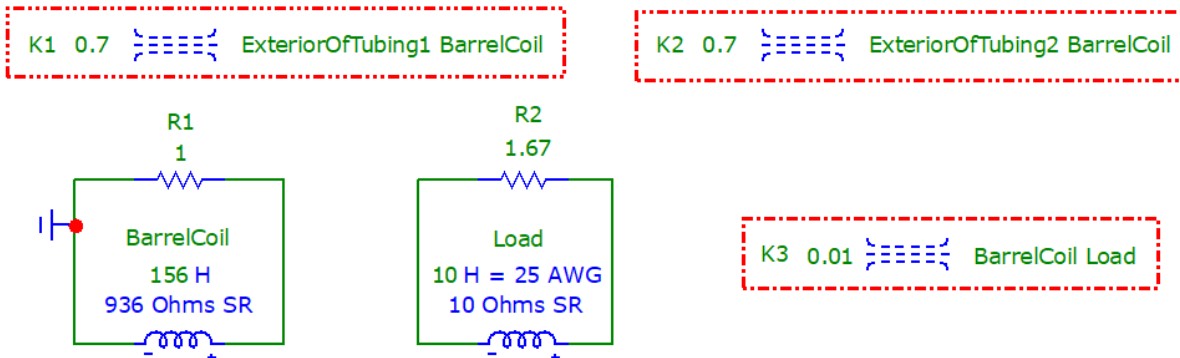 K1 0.7 ExteriorOfTubing1 BarrelCoil
K2 0.7 ExteriorOfTubing2 BarrelCoil
R1
1
R2
1.67
BarrelCoil
156 H
936 Ohms SR
- +
Load
10 H = 25 AWG
10 Ohms SR
- +
K3 0.01 BarrelCoil Load